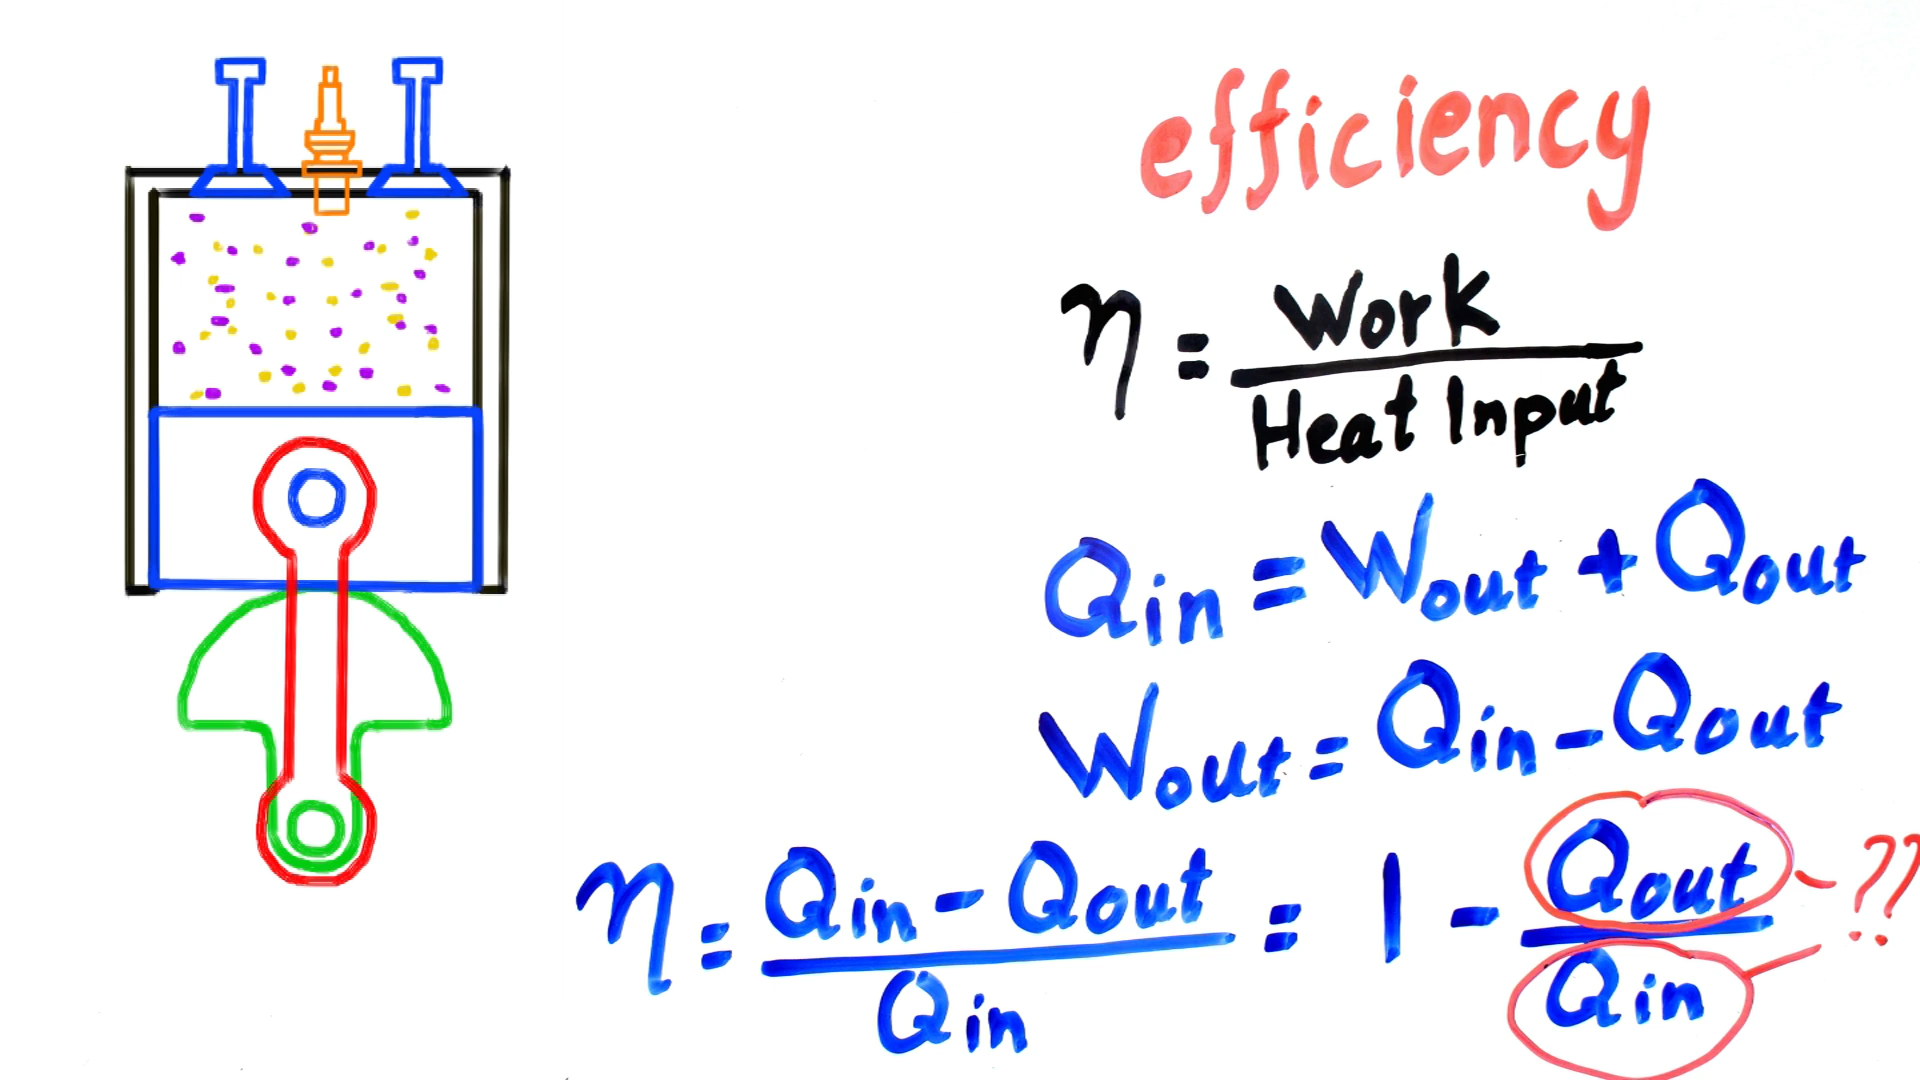 efficiency
η = Work / Heat Input
Qin = Wout + Qout
Wout = Qin - Qout
η = Qin - Qout / Qin = 1 - Qout / Qin ??